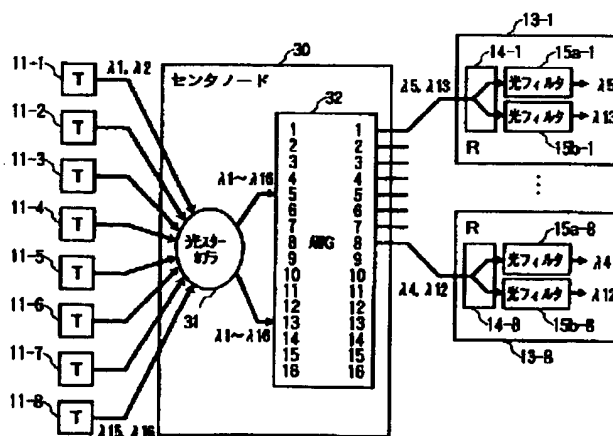 11-1
T
λ1, λ2
11-2
T
11-3
T
11-4
T
11-5
T
11-6
T
11-7
T
11-8
T
λ15, λ16
30
センタノード
光スター
カプラ
31
λ1〜λ16
λ1〜λ16
32
AWG
1
2
3
4
5
6
7
8
9
10
11
12
13
14
15
16
1
2
3
4
5
6
7
8
9
10
11
12
13
14
15
16
λ5, λ13
λ4, λ12
13-1
14-1
R
15a-1
光フィルタ
λ5
光フィルタ
λ13
15b-1
⋮
R
15a-8
光フィルタ
λ4
光フィルタ
λ12
15b-8
14-8
13-8